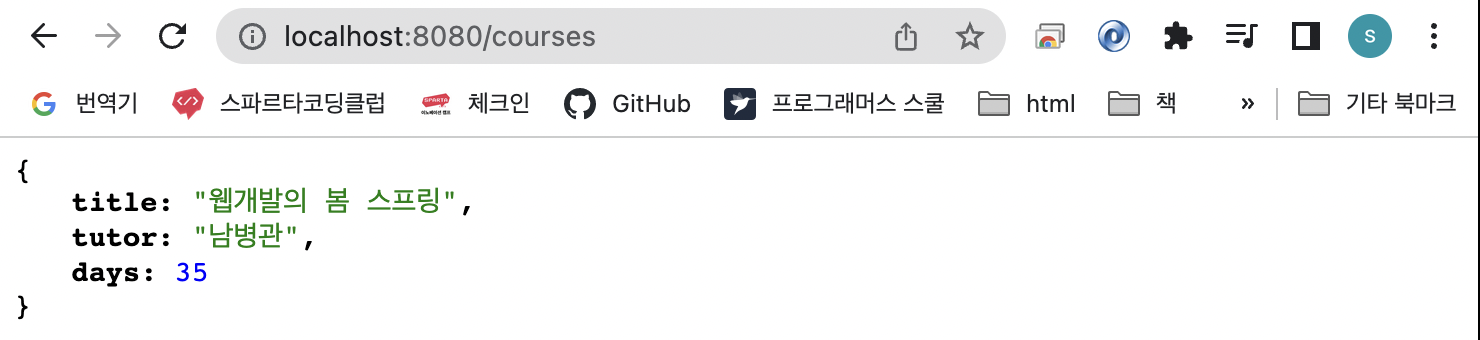 localhost:8080/courses
S
번역기 스파르타코딩클럽 체크인 GitHub 프로그래머스 스쿨 html 책 » 기타 북마크
{
title: "웹개발의 봄 스프링",
tutor: "남병관",
days: 35
}